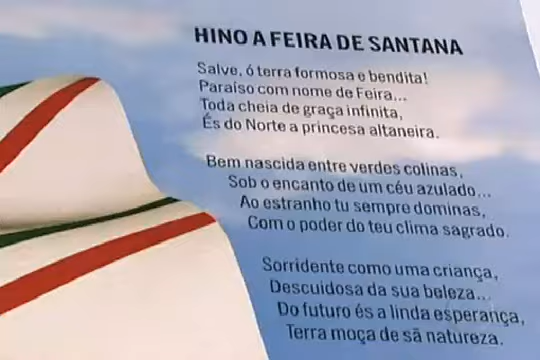 HINO A FEIRA DE SANTANA
Salve, ó terra formosa e bendita!
Paraíso com nome de Feira...
Toda cheia de graça infinita,
És do Norte a princesa altaneira.
Bem nascida entre verdes colinas,
Sob o encanto de um céu azulado...
Ao estranho tu sempre dominas,
Com o poder do teu clima sagrado.
Sorridente como uma criança,
Descuidosa da sua beleza...
Do futuro és a linda esperança,
Terra moça de sã natureza.